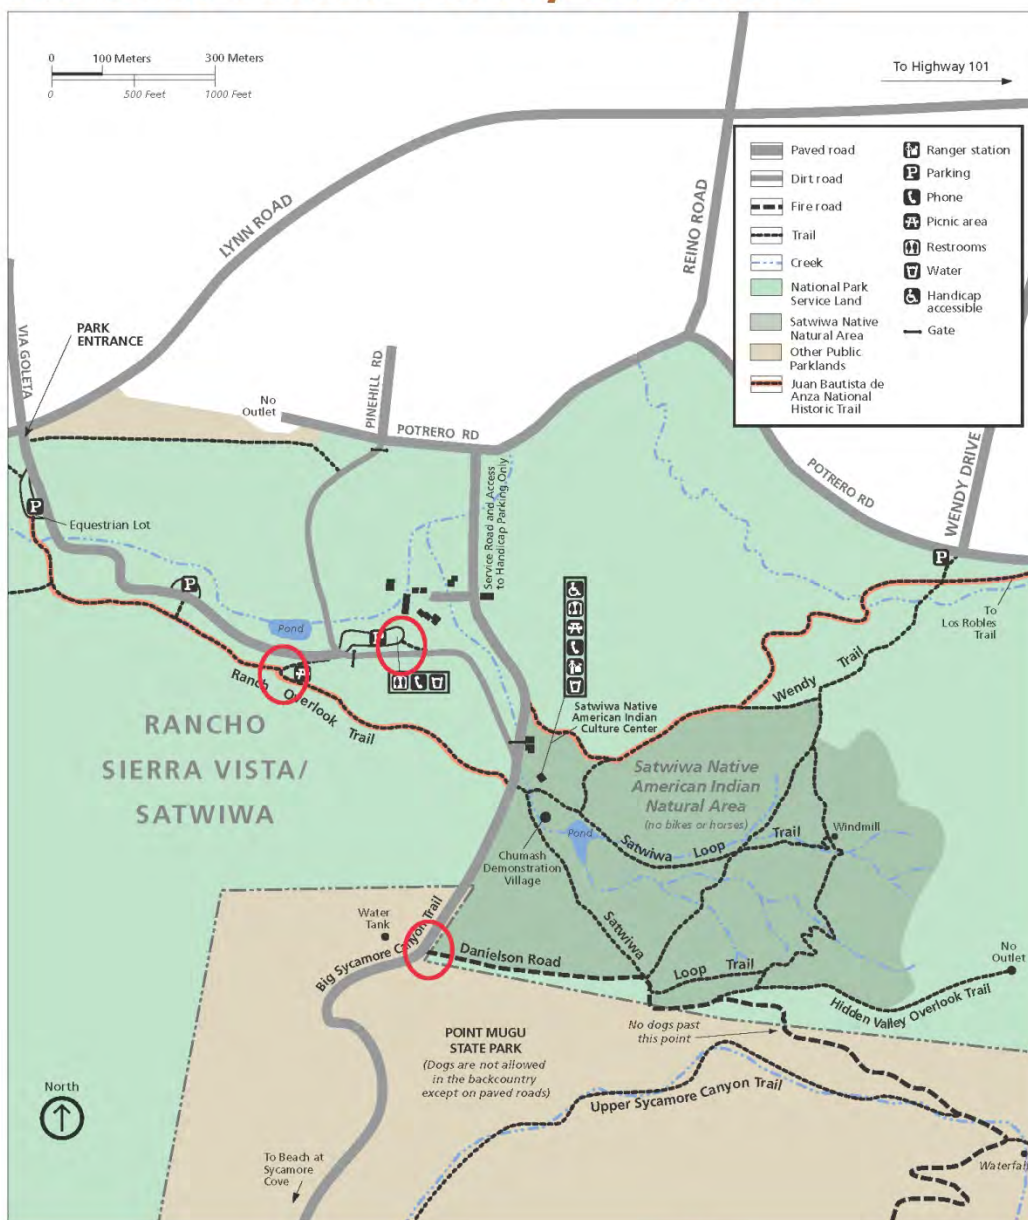 0 100 Meters 300 Meters
0 500 Feet 1000 Feet
To Highway 101
Paved road
Dirt road
Fire road
Trail
Creek
National Park
Service Land
Satwiwa Native
Natural Area
Other Public
Parklands
Juan Bautista de
Anza National
Historic Trail
Ranger station
P Parking
Phone
Picnic area
Restrooms
Water
Handicap
accessible
Gate
LYNN ROAD
REINO ROAD
VIA GOLETA
PARK
ENTRANCE
PINEHILL RD
No
Outlet
POTRERO RD
POTRERO RD
WENDY DRIVE
Service Road and Access
to Handicap Parking Only
P
Equestrian Lot
P
P
P
Pond
To
Los Robles
Trail
Ranch Overlook Trail
Wendy Trail
Satwiwa Native
American Indian
Culture Center
RANCHO
SIERRA VISTA/
SATWIWA
Satwiwa Native
American Indian
Natural Area
(no bikes or horses)
Pond
Satwiwa Loop Trail
Windmill
Chumash
Demonstration
Village
Water
Tank
Big Sycamore Canyon Trail
Danielson Road
Satwiwa
Loop Trail
No
Outlet
Hidden Valley Overlook Trail
No dogs past
this point
POINT MUGU
STATE PARK
(Dogs are not allowed
in the backcountry
except on paved roads)
Upper Sycamore Canyon Trail
North
To Beach at
Sycamore
Cove
Waterfall